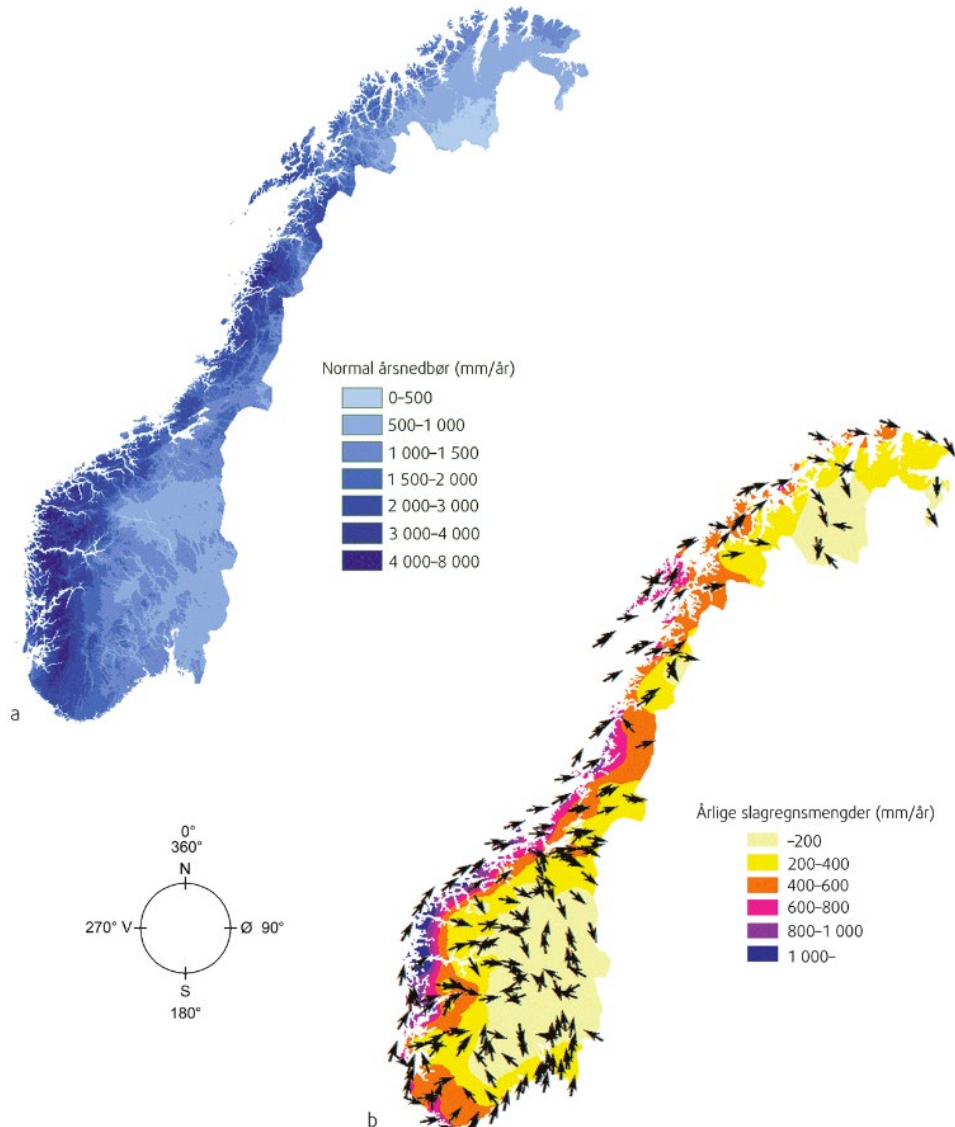 Normal årsnedbør (mm/år)
0–500
500–1 000
1 000–1 500
1 500–2 000
2 000–3 000
3 000–4 000
4 000–8 000
a
Årlige slagregnsmengder (mm/år)
–200
200–400
400–600
600–800
800–1 000
1 000–
0°
360°
N
270° V
Ø 90°
S
180°
b